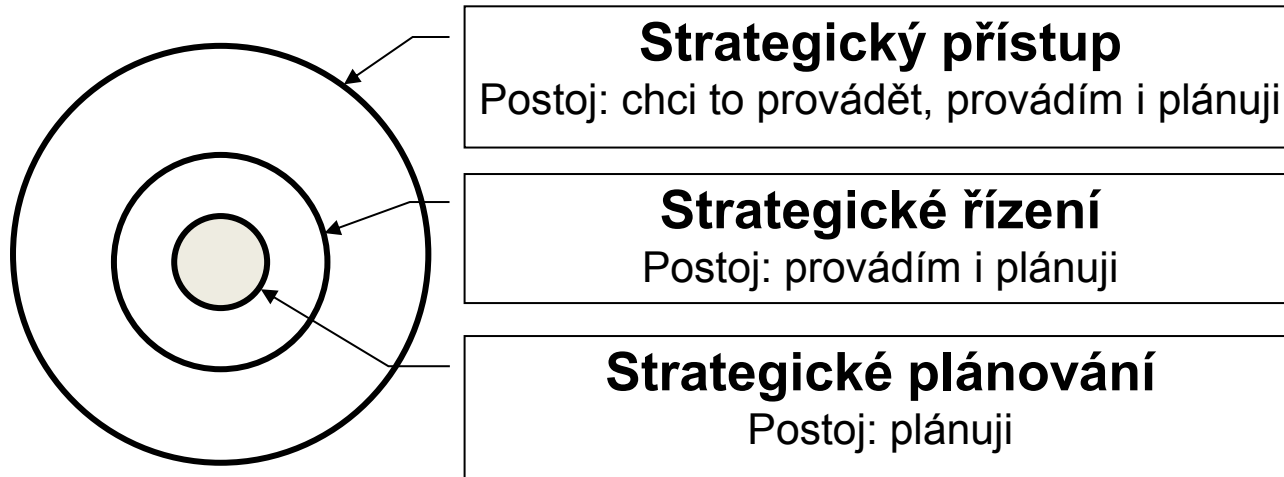 Strategický přístup
Postoj: chci to provádět, provádím i plánuji
Strategické řízení
Postoj: provádím i plánuji
Strategické plánování
Postoj: plánuji